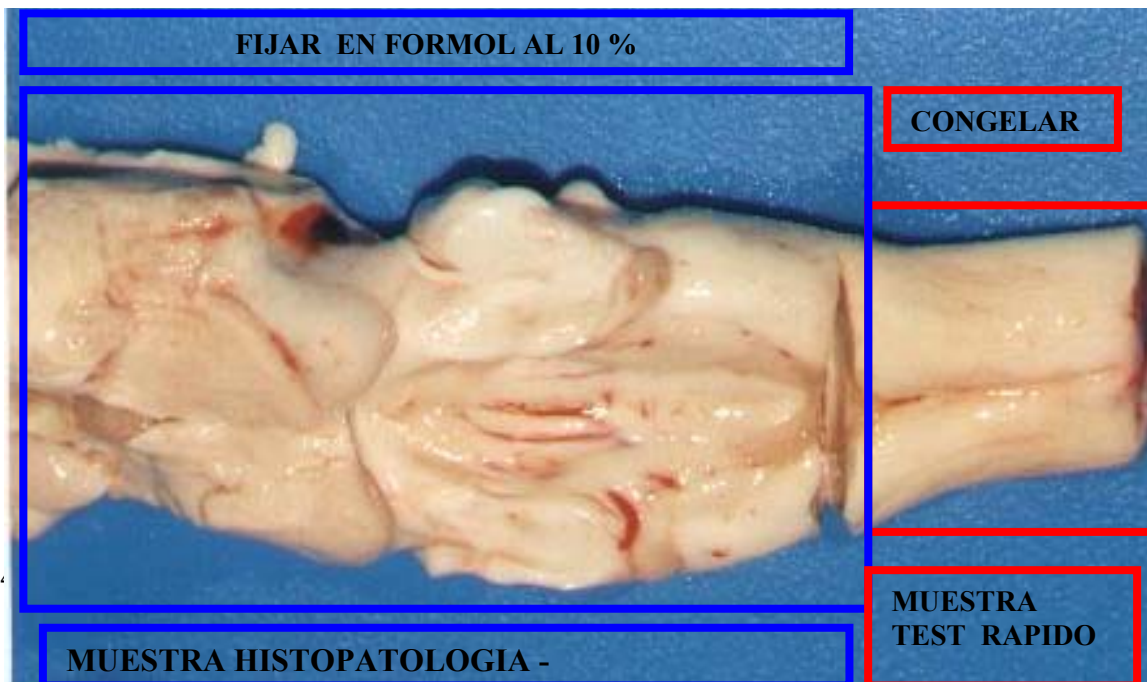 FIJAR EN FORMOL AL 10 %
CONGELAR
MUESTRA
TEST RAPIDO
MUESTRA HISTOPATOLOGIA -